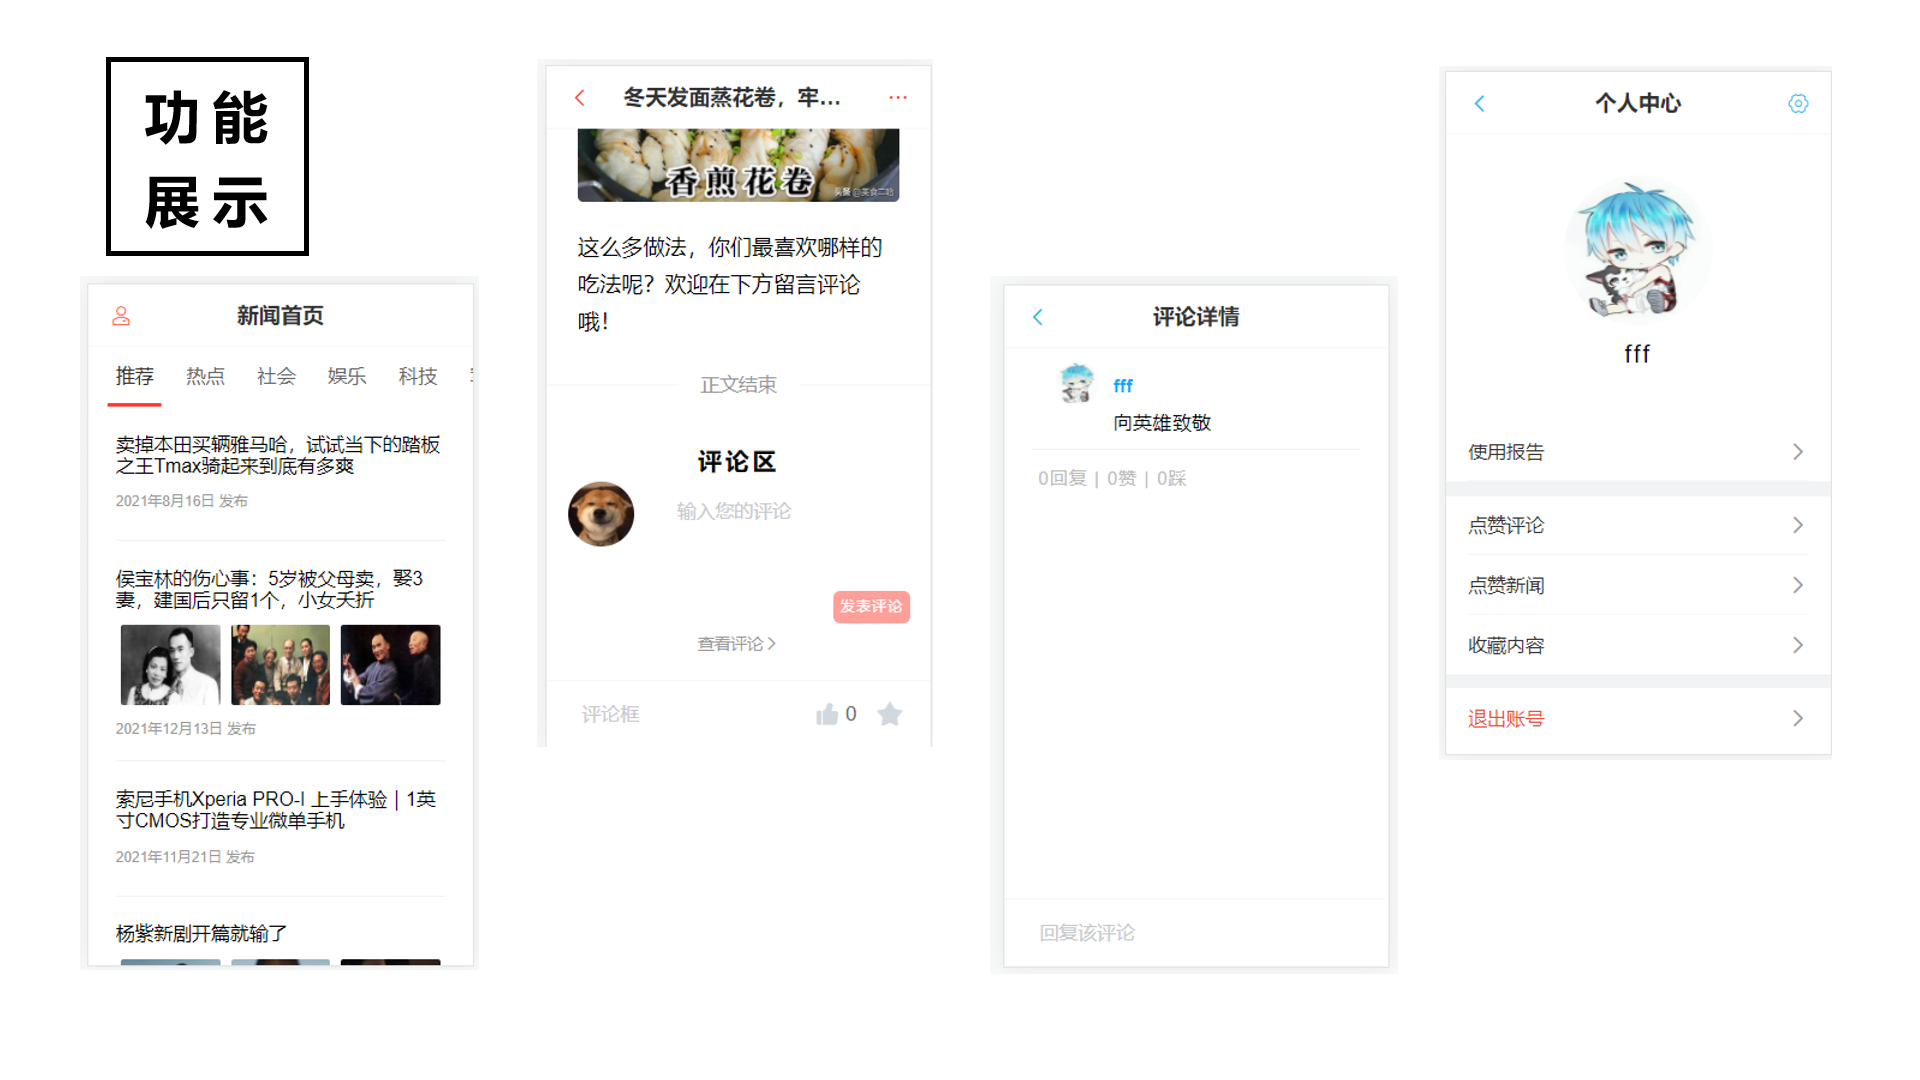 功能
展示
新闻首页
推荐 热点 社会 娱乐 科技
卖掉本田买辆雅马哈，试试当下的踏板
之王Tmax骑起来到底有多爽
2021年8月16日 发布
侯宝林的伤心事：5岁被父母卖，娶3
妻，建国后只留1个，小女夭折
2021年12月13日 发布
索尼手机Xperia PRO-I 上手体验｜1英
寸CMOS打造专业微单手机
2021年11月21日 发布
杨紫新剧开篇就输了
冬天发面蒸花卷，牢...
香煎花卷
头条 @美食二哈
这么多做法，你们最喜欢哪样的
吃法呢？欢迎在下方留言评论
哦！
正文结束
评论区
输入您的评论
发表评论
查看评论
评论框
0
评论详情
fff
向英雄致敬
0回复 | 0赞 | 0踩
回复该评论
个人中心
fff
使用报告
点赞评论
点赞新闻
收藏内容
退出账号